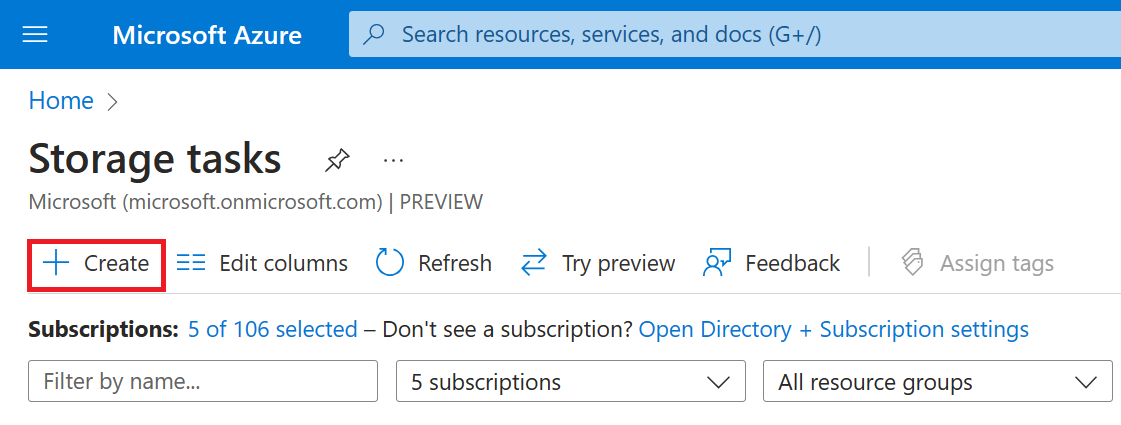 Microsoft Azure Search resources, services, and docs (G+/)
Home
Storage tasks ...
Microsoft (microsoft.onmicrosoft.com) | PREVIEW
Create Edit columns Refresh Try preview Feedback Assign tags
Subscriptions: 5 of 106 selected – Don't see a subscription? Open Directory + Subscription settings
Filter by name... 5 subscriptions All resource groups